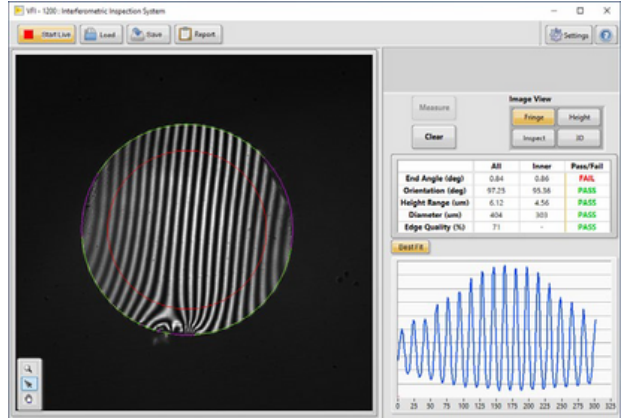 VFI - 1200 : Interferometric Inspection System
Start Live Load Save Report Settings
Image View
Measure Fringe Height
Clear Inspect 3D
All Inner Pass/Fail
End Angle (deg) 0.84 0.86 FAIL
Orientation (deg) 97.25 95.38 PASS
Height Range (um) 6.12 4.56 PASS
Diameter (um) 404 303 PASS
Edge Quality (%) 71 - PASS
Best Fit
0 25 50 75 100 125 150 175 200 225 250 275 300 325